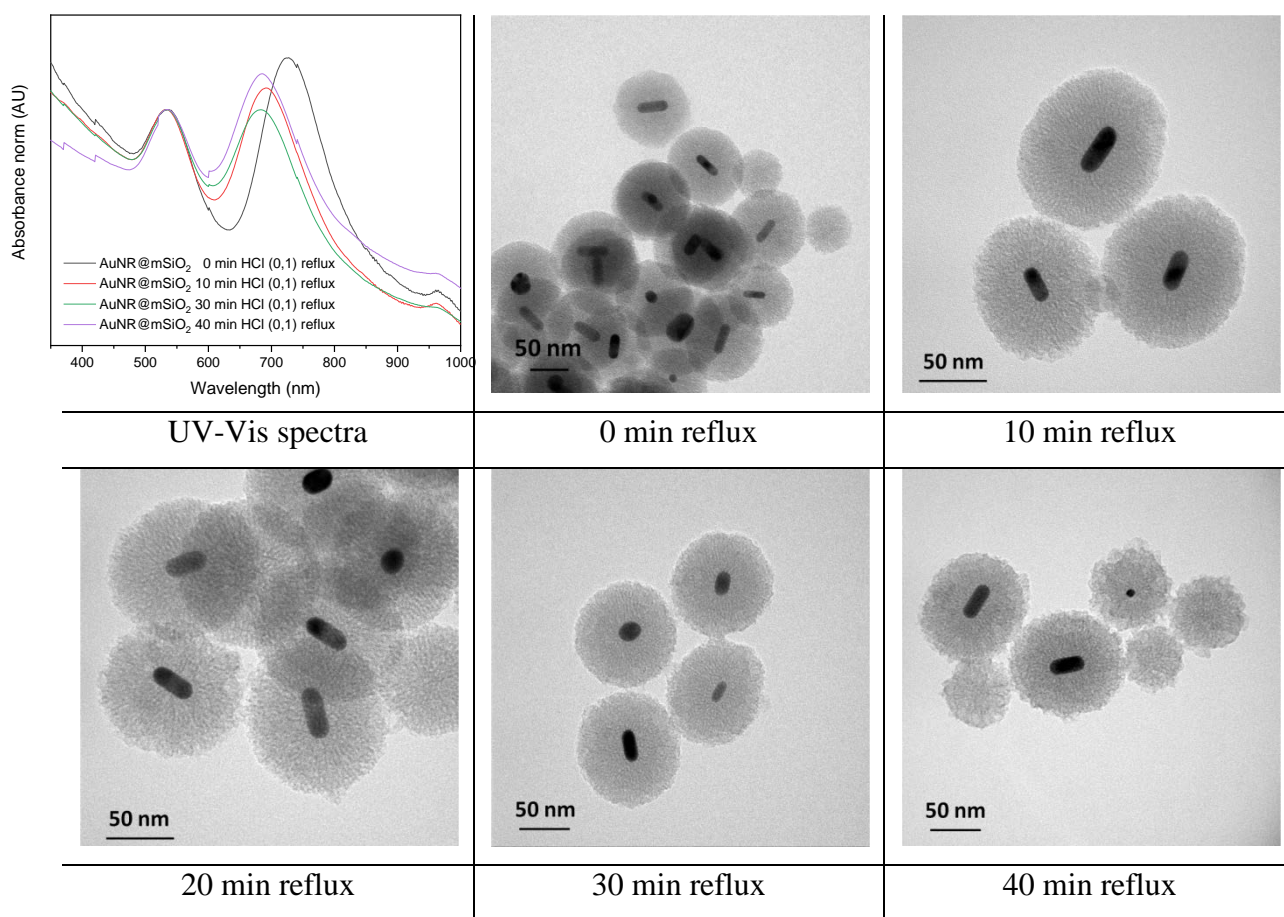 Absorbance norm (AU)
AuNR@mSiO2 0 min HCl (0,1) reflux
AuNR@mSiO2 10 min HCl (0,1) reflux
AuNR@mSiO2 30 min HCl (0,1) reflux
AuNR@mSiO2 40 min HCl (0,1) reflux
400 500 600 700 800 900 1000
Wavelength (nm)
50 nm
50 nm
UV-Vis spectra
0 min reflux
10 min reflux
50 nm
50 nm
50 nm
20 min reflux
30 min reflux
40 min reflux